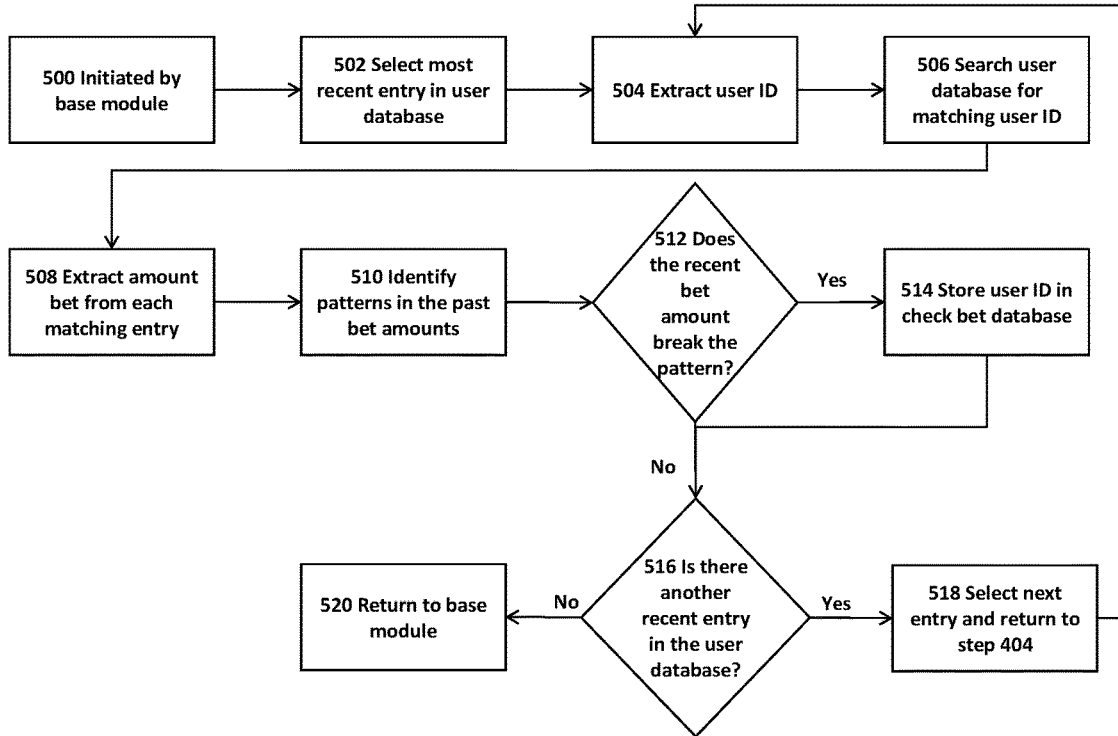 500 Initiated by
base module
502 Select most
recent entry in user
database
504 Extract user ID
506 Search user
database for
matching user ID
508 Extract amount
bet from each
matching entry
510 Identify
patterns in the past
bet amounts
512 Does
the recent
bet
amount
break the
pattern?
Yes
514 Store user ID in
check bet database
No
516 Is there
another
recent entry
in the user
database?
No
520 Return to base
module
Yes
518 Select next
entry and return to
step 404